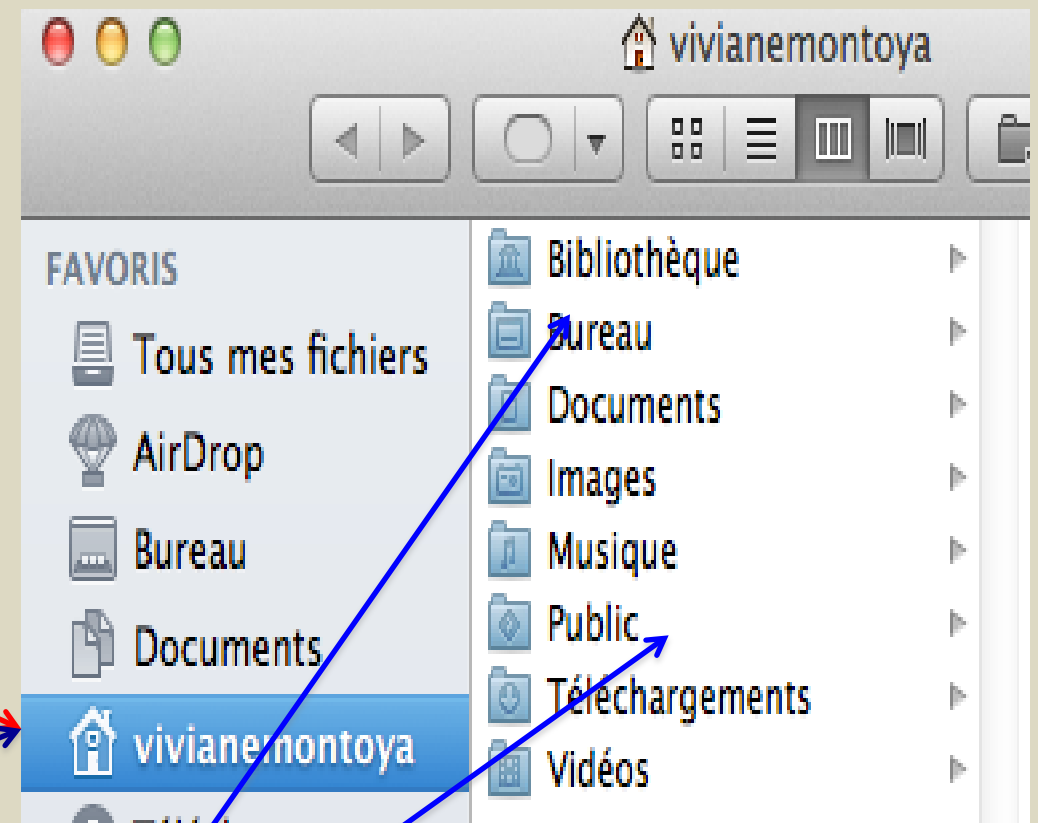 vivianemontoya
FAVORIS
Tous mes fichiers
AirDrop
Bureau
Documents
vivianemontoya
Bibliothèque
Bureau
Documents
Images
Musique
Public
Téléchargements
Vidéos